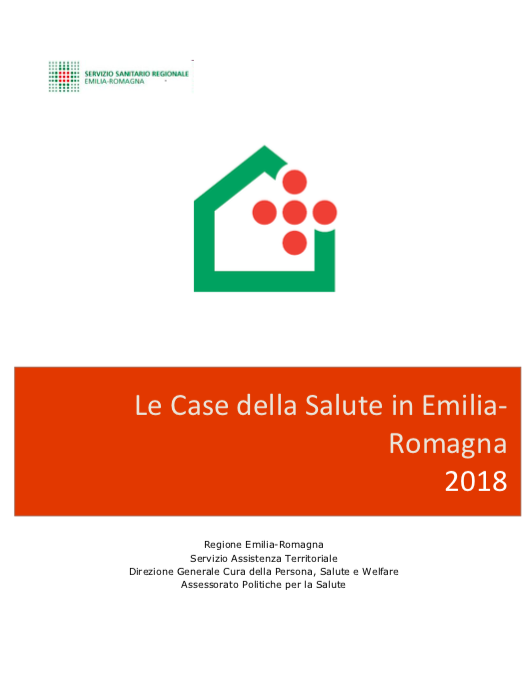 SERVIZIO SANITARIO REGIONALE
EMILIA-ROMAGNA
Le Case della Salute in Emilia-
Romagna
2018
Regione Emilia-Romagna
Servizio Assistenza Territoriale
Direzione Generale Cura della Persona, Salute e Welfare
Assessorato Politiche per la Salute